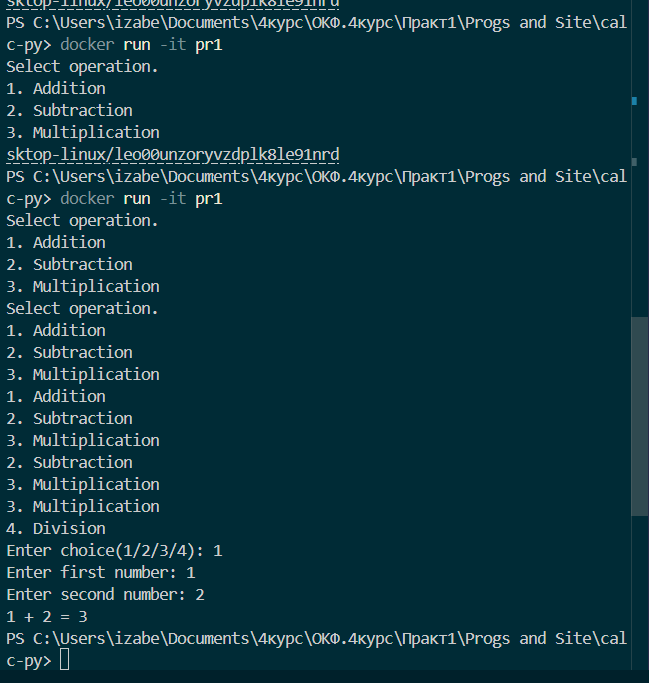 sktop-linux/leo00unzoryvzdplk8le91nrd
PS C:\Users\izabe\Documents\4курс\ОКФ.4курс\Практ1\Progs and Site\cal
c-py> docker run -it pr1
Select operation.
1. Addition
2. Subtraction
3. Multiplication
sktop-linux/leo00unzoryvzdplk8le91nrd
PS C:\Users\izabe\Documents\4курс\ОКФ.4курс\Практ1\Progs and Site\cal
c-py> docker run -it pr1
Select operation.
1. Addition
2. Subtraction
3. Multiplication
Select operation.
1. Addition
2. Subtraction
3. Multiplication
1. Addition
2. Subtraction
3. Multiplication
2. Subtraction
3. Multiplication
3. Multiplication
4. Division
Enter choice(1/2/3/4): 1
Enter first number: 1
Enter second number: 2
1 + 2 = 3
PS C:\Users\izabe\Documents\4курс\ОКФ.4курс\Практ1\Progs and Site\cal
c-py>